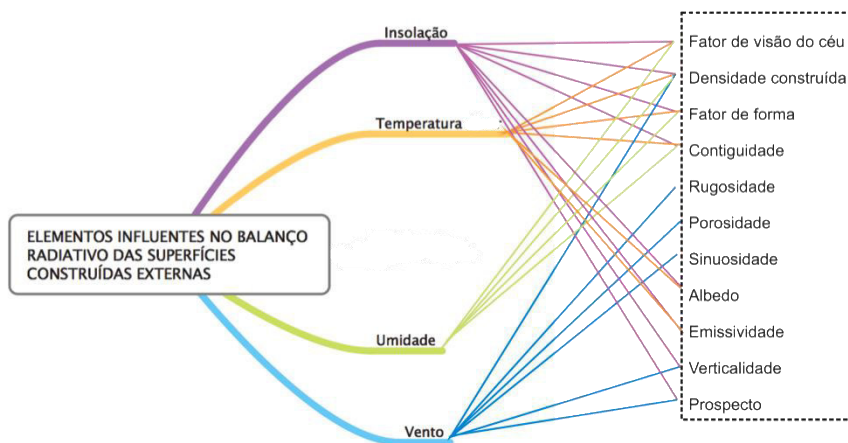 Insolação
Temperatura
ELEMENTOS INFLUENTES NO BALANÇO
RADIATIVO DAS SUPERFÍCIES
CONSTRUÍDAS EXTERNAS
Umidade
Vento
Fator de visão do céu
Densidade construída
Fator de forma
Contiguidade
Rugosidade
Porosidade
Sinuosidade
Albedo
Emissividade
Verticalidade
Prospecto